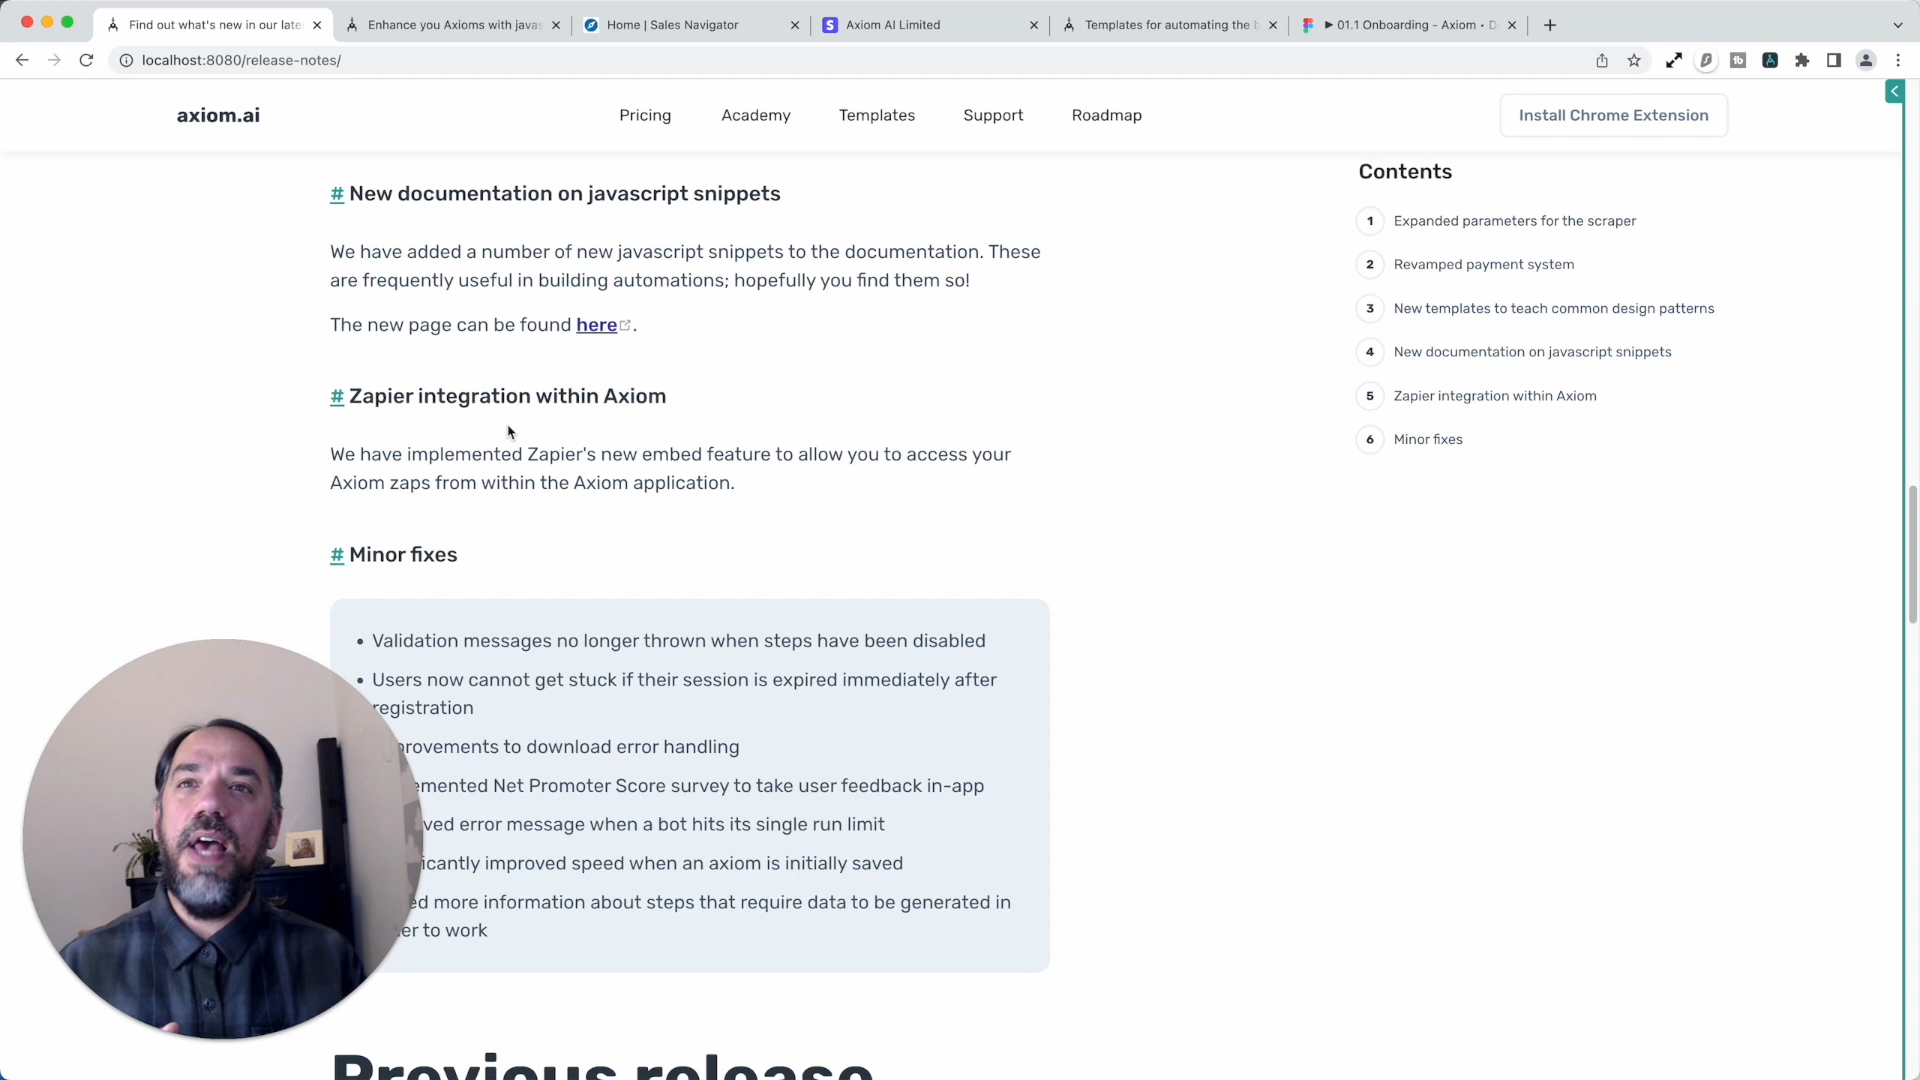 Find out what's new in our late
Enhance you Axioms with javas
Home | Sales Navigator
Axiom AI Limited
Templates for automating the b
01.1 Onboarding - Axiom •
localhost:8080/release-notes/
axiom.ai
Pricing
Academy
Templates
Support
Roadmap
Install Chrome Extension
# New documentation on javascript snippets
We have added a number of new javascript snippets to the documentation. These
are frequently useful in building automations; hopefully you find them so!
The new page can be found here.
# Zapier integration within Axiom
We have implemented Zapier's new embed feature to allow you to access your
Axiom zaps from within the Axiom application.
# Minor fixes
• Validation messages no longer thrown when steps have been disabled
• Users now cannot get stuck if their session is expired immediately after
registration
provements to download error handling
emented Net Promoter Score survey to take user feedback in-app
ved error message when a bot hits its single run limit
icantly improved speed when an axiom is initially saved
ed more information about steps that require data to be generated in
er to work
Previous release
Contents
1 Expanded parameters for the scraper
2 Revamped payment system
3 New templates to teach common design patterns
4 New documentation on javascript snippets
5 Zapier integration within Axiom
6 Minor fixes